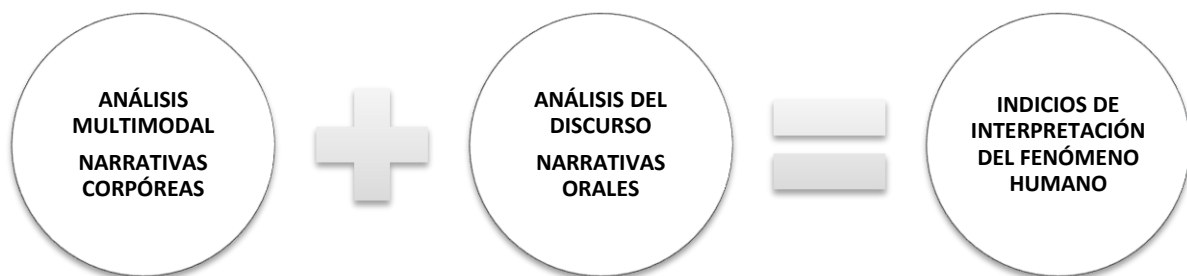 ANÁLISIS
MULTIMODAL
NARRATIVAS
CORPÓREAS
ANÁLISIS DEL
DISCURSO
NARRATIVAS
ORALES
INDICIOS DE
INTERPRETACIÓN
DEL FENÓMENO
HUMANO